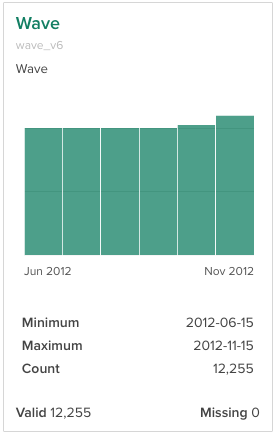 Wave
wave_v6
Wave
Jun 2012 Nov 2012
Minimum 2012-06-15
Maximum 2012-11-15
Count 12,255
Valid 12,255 Missing 0